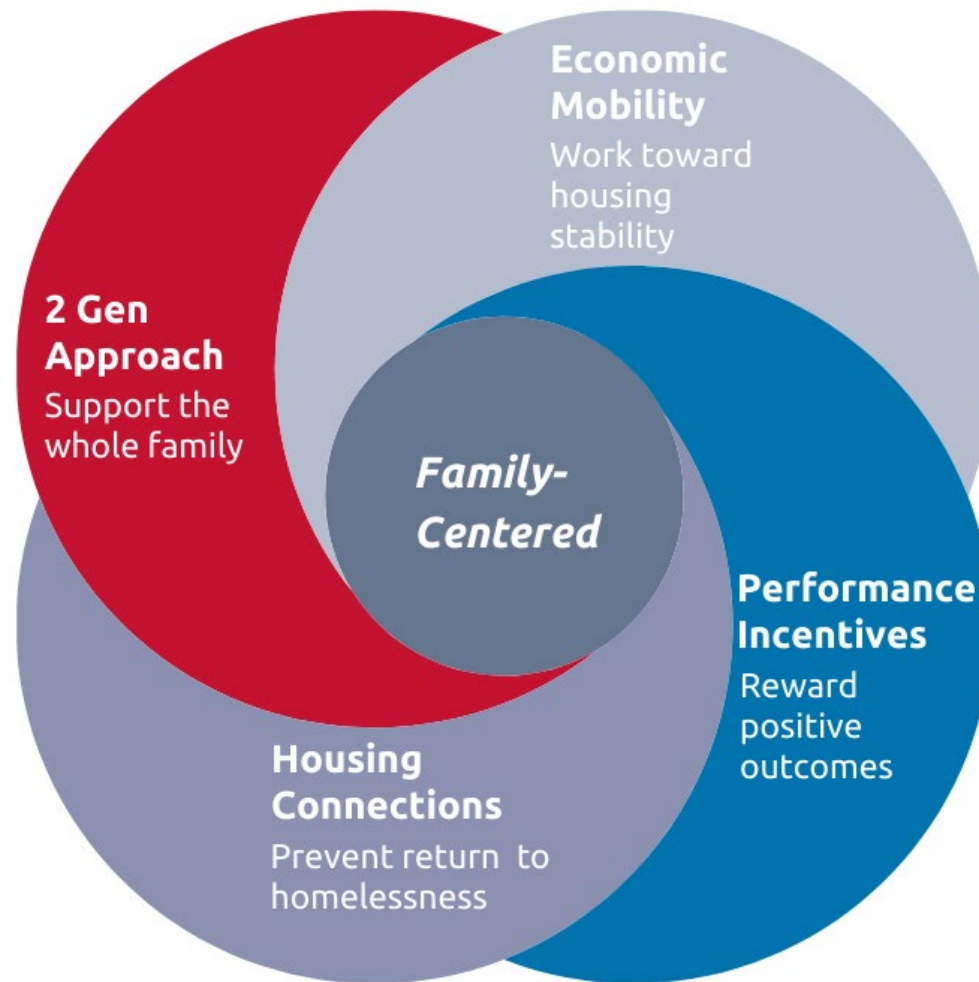 Economic
Mobility
Work toward
housing
stability
2 Gen
Approach
Support the
whole family
Family-
Centered
Performance
Incentives
Reward
positive
outcomes
Housing
Connections
Prevent return  to
homelessness